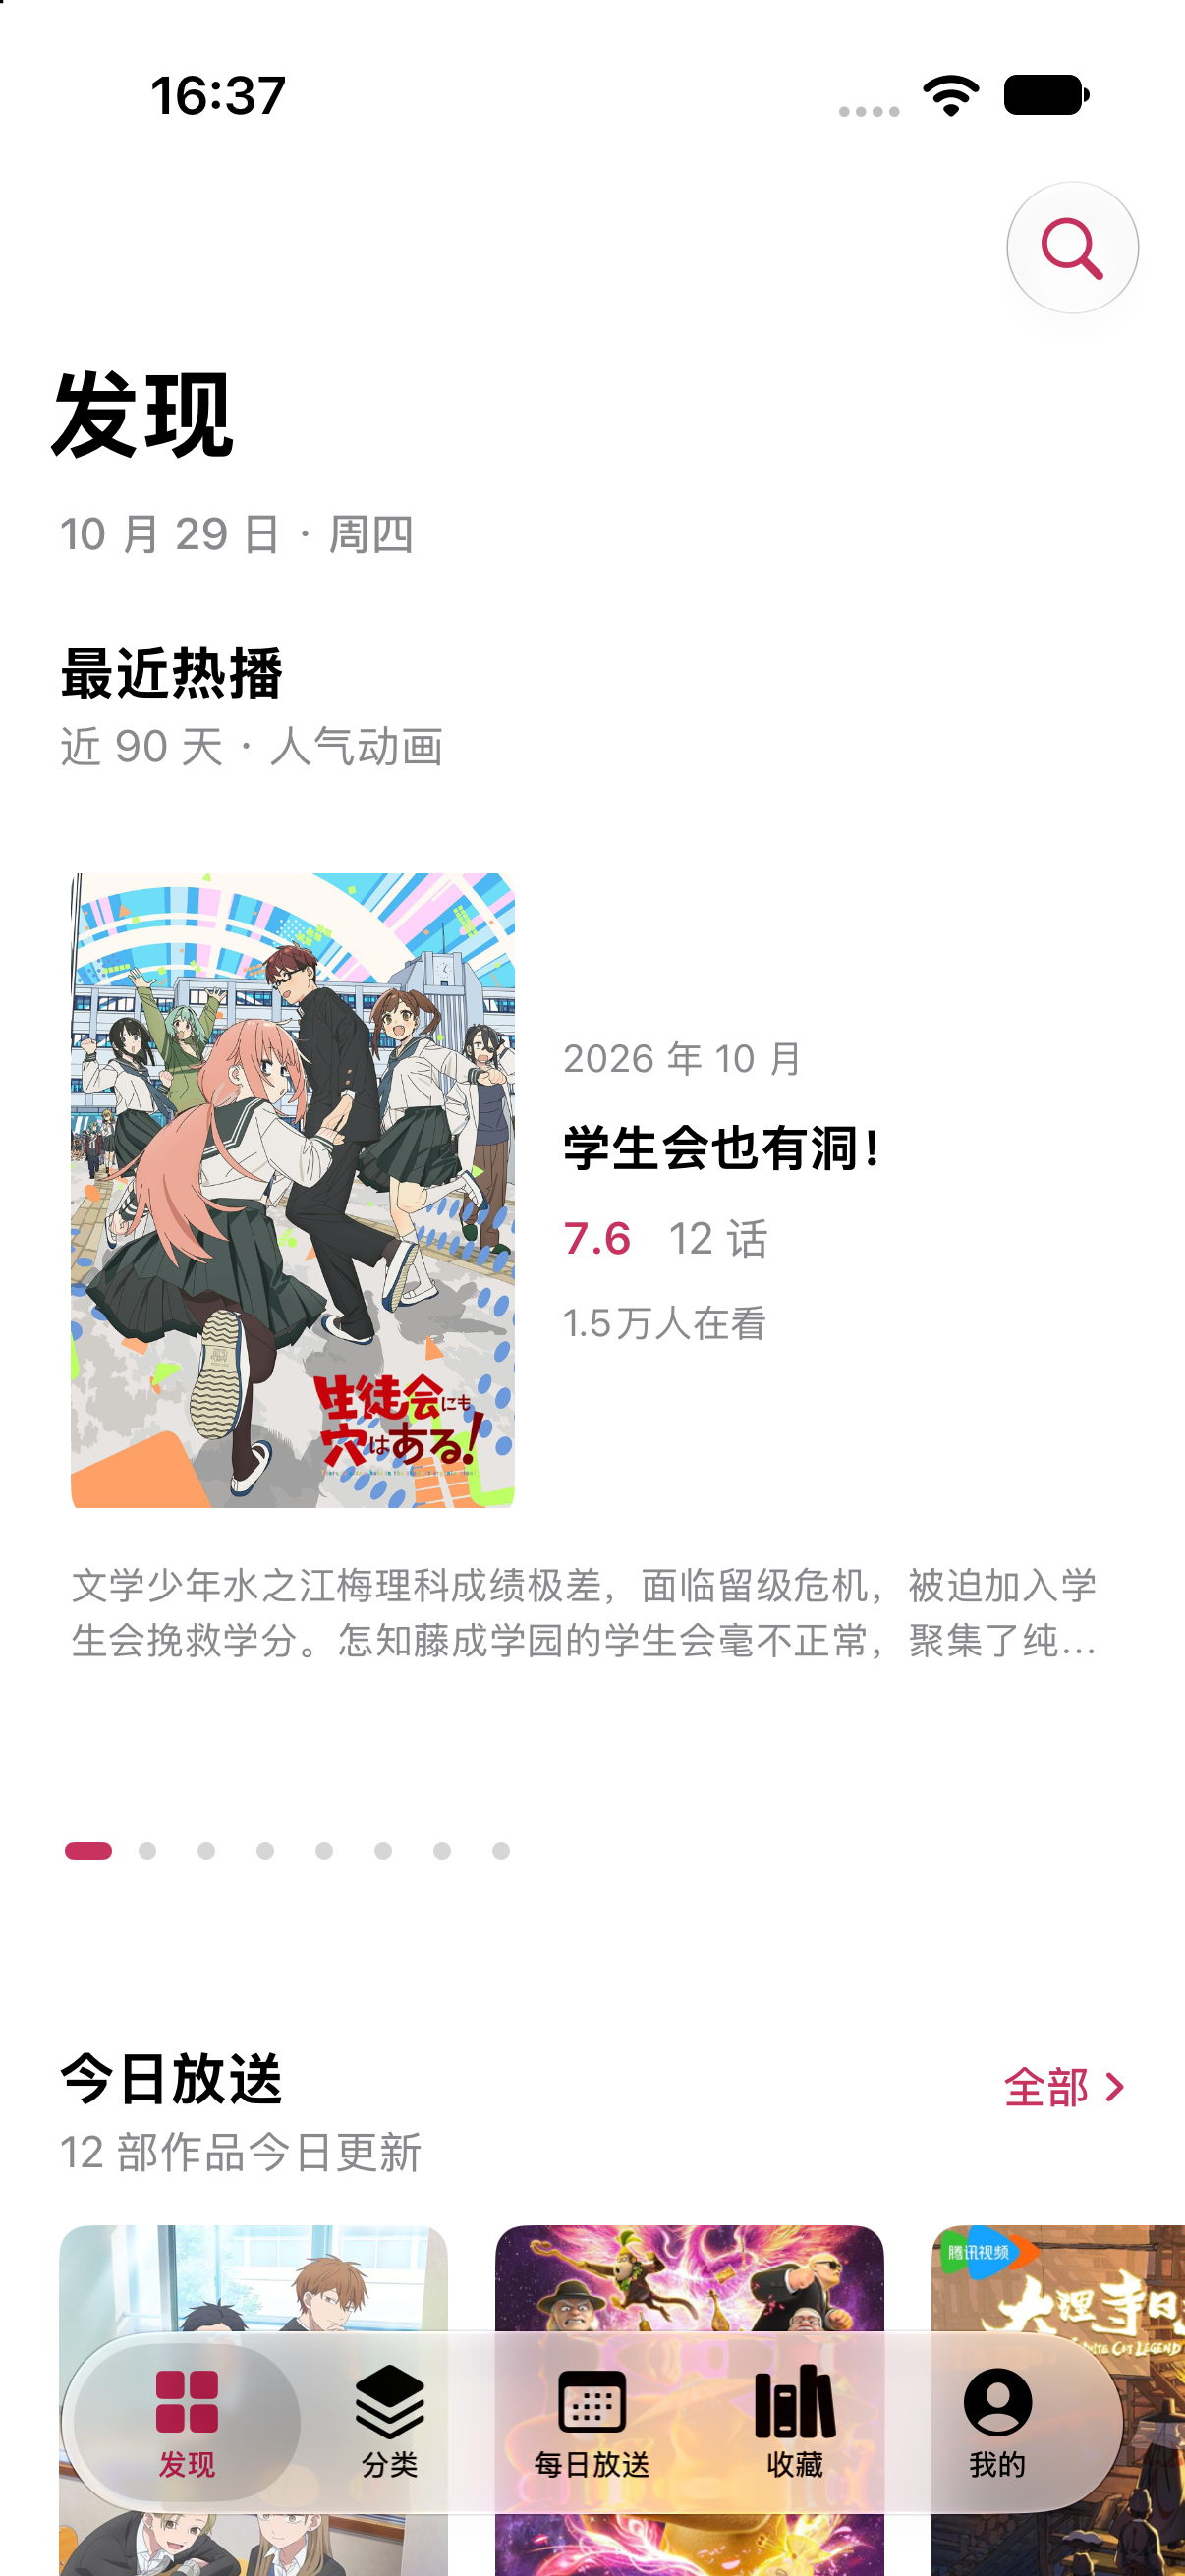 16:37
发现
10 月 29 日 · 周四
最近热播
近 90 天 · 人气动画
2026 年 10 月
学生会也有洞！
7.6 12 话
1.5万人在看
生徒会にも
穴はある!
文学少年水之江梅理科成绩极差，面临留级危机，被迫加入学
生会挽救学分。怎知藤成学园的学生会毫不正常，聚集了纯...
今日放送
全部
12 部作品今日更新
腾讯视频
大理寺日
发现
分类
每日放送
收藏
我的